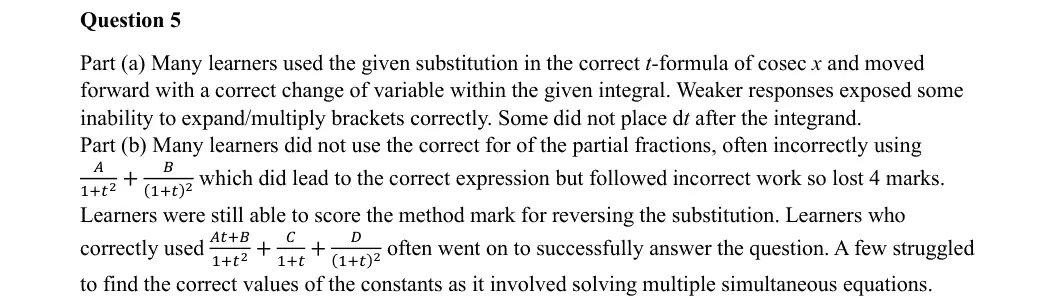 Question 5
Part (a) Many learners used the given substitution in the correct t-formula of cosec x and moved
forward with a correct change of variable within the given integral. Weaker responses exposed some
inability to expand/multiply brackets correctly. Some did not place dt after the integrand.
Part (b) Many learners did not use the correct for of the partial fractions, often incorrectly using
A/(1+t²) + B/(1+t)² which did lead to the correct expression but followed incorrect work so lost 4 marks.
Learners were still able to score the method mark for reversing the substitution. Learners who
correctly used (At+B)/(1+t²) + C/(1+t) + D/(1+t)² often went on to successfully answer the question. A few struggled
to find the correct values of the constants as it involved solving multiple simultaneous equations.